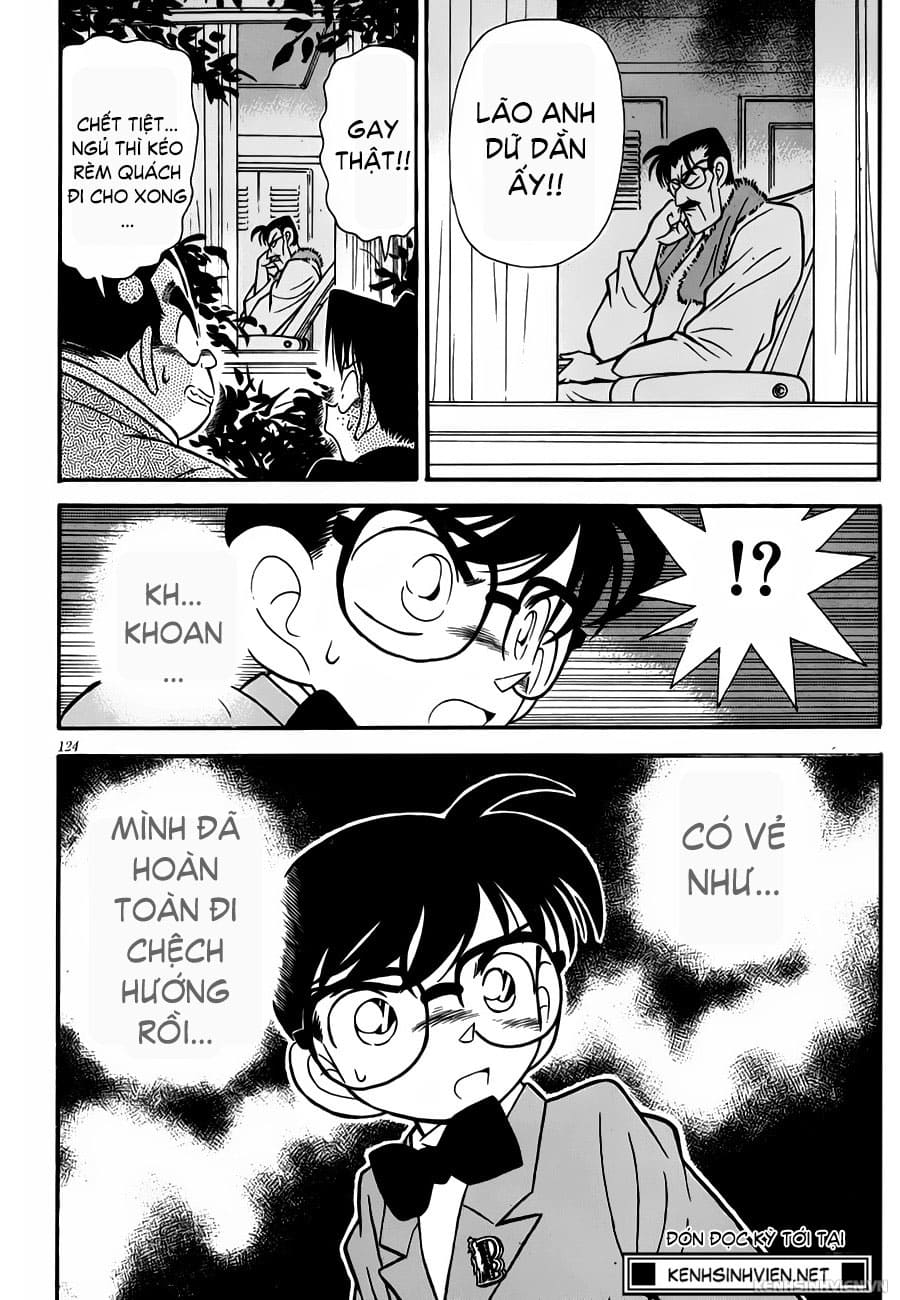 LÃO ANH
DỮ DẰN
ẤY!!
GAY
THẬT!!
CHẾT TIỆT...
NGỦ THÌ KÉO
RÈM QUÁCH
ĐI CHO XONG
...
!?
KH...
KHOAN
...
124
CÓ VẺ
NHƯ...
MÌNH ĐÃ
HOÀN
TOÀN ĐI
CHỆCH
HƯỚNG
RỒI...
B
ĐÓN ĐỌC KỲ TỚI TẠI
KENHSINHVIEN.NET
KENHSINHVIEN.VN